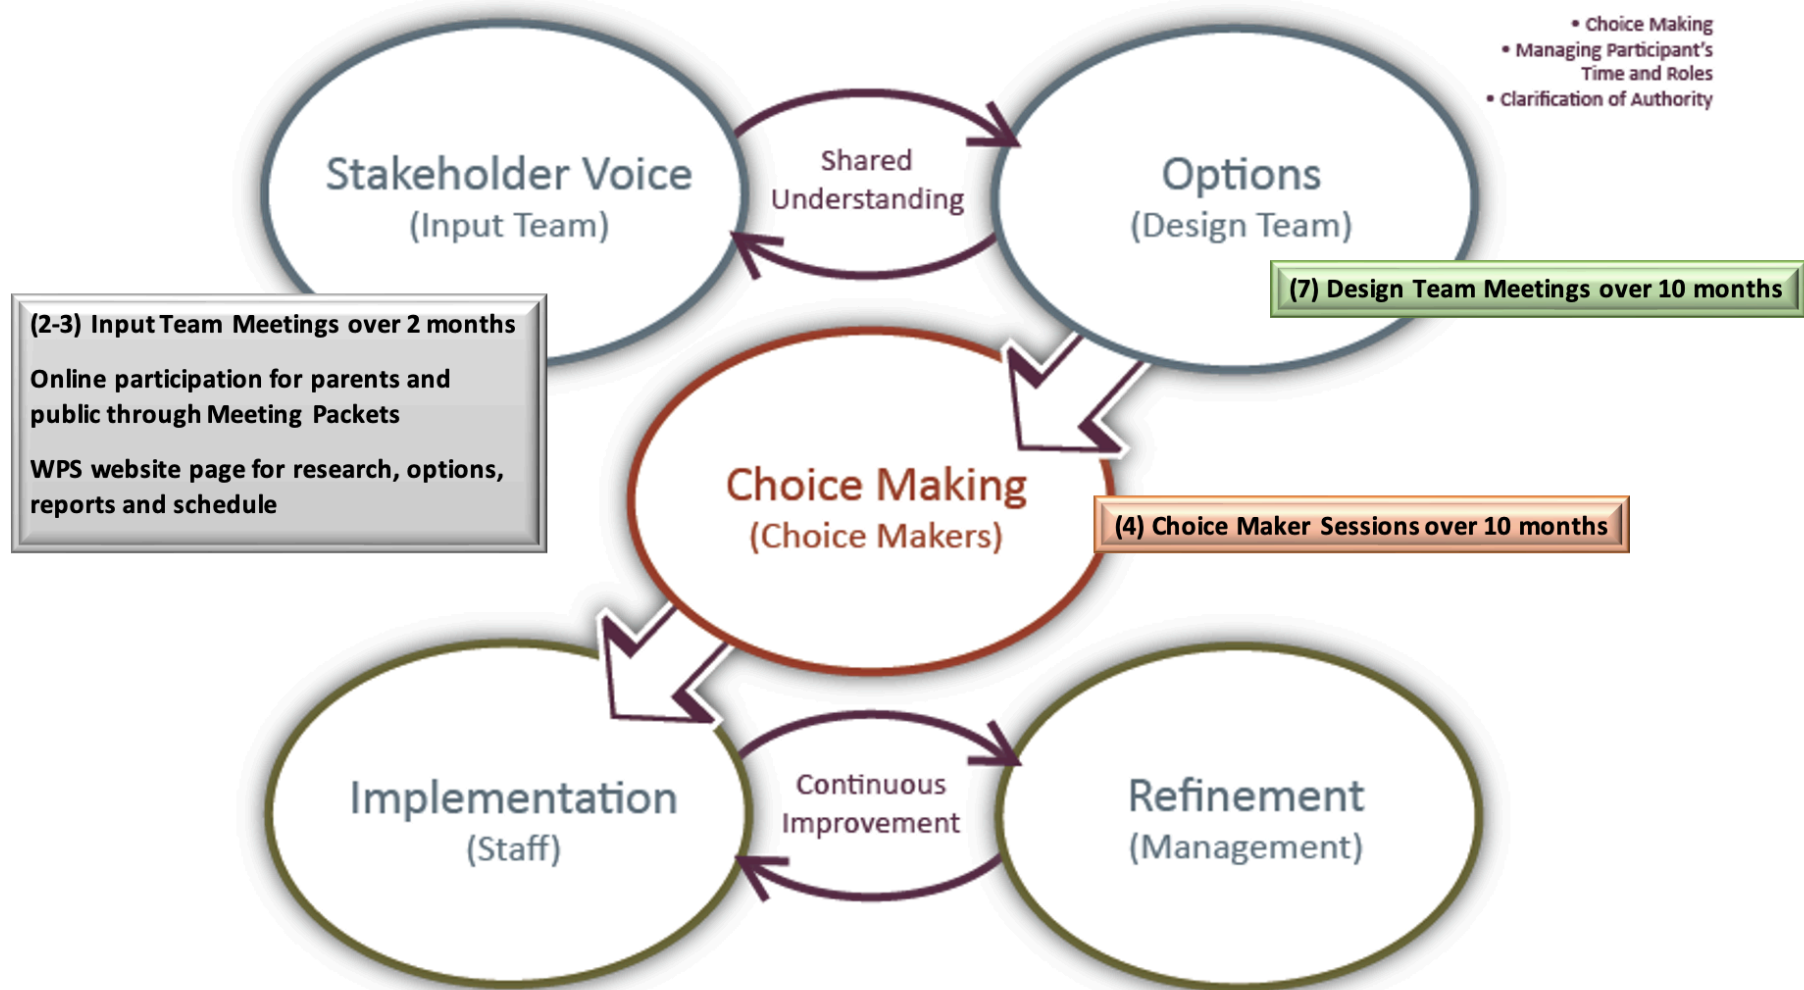 • Choice Making
• Managing Participant's
Time and Roles
• Clarification of Authority
Stakeholder Voice
(Input Team)
Shared
Understanding
Options
(Design Team)
(7) Design Team Meetings over 10 months
(2-3) Input Team Meetings over 2 months
Online participation for parents and
public through Meeting Packets
WPS website page for research, options,
reports and schedule
Choice Making
(Choice Makers)
(4) Choice Maker Sessions over 10 months
Implementation
(Staff)
Continuous
Improvement
Refinement
(Management)